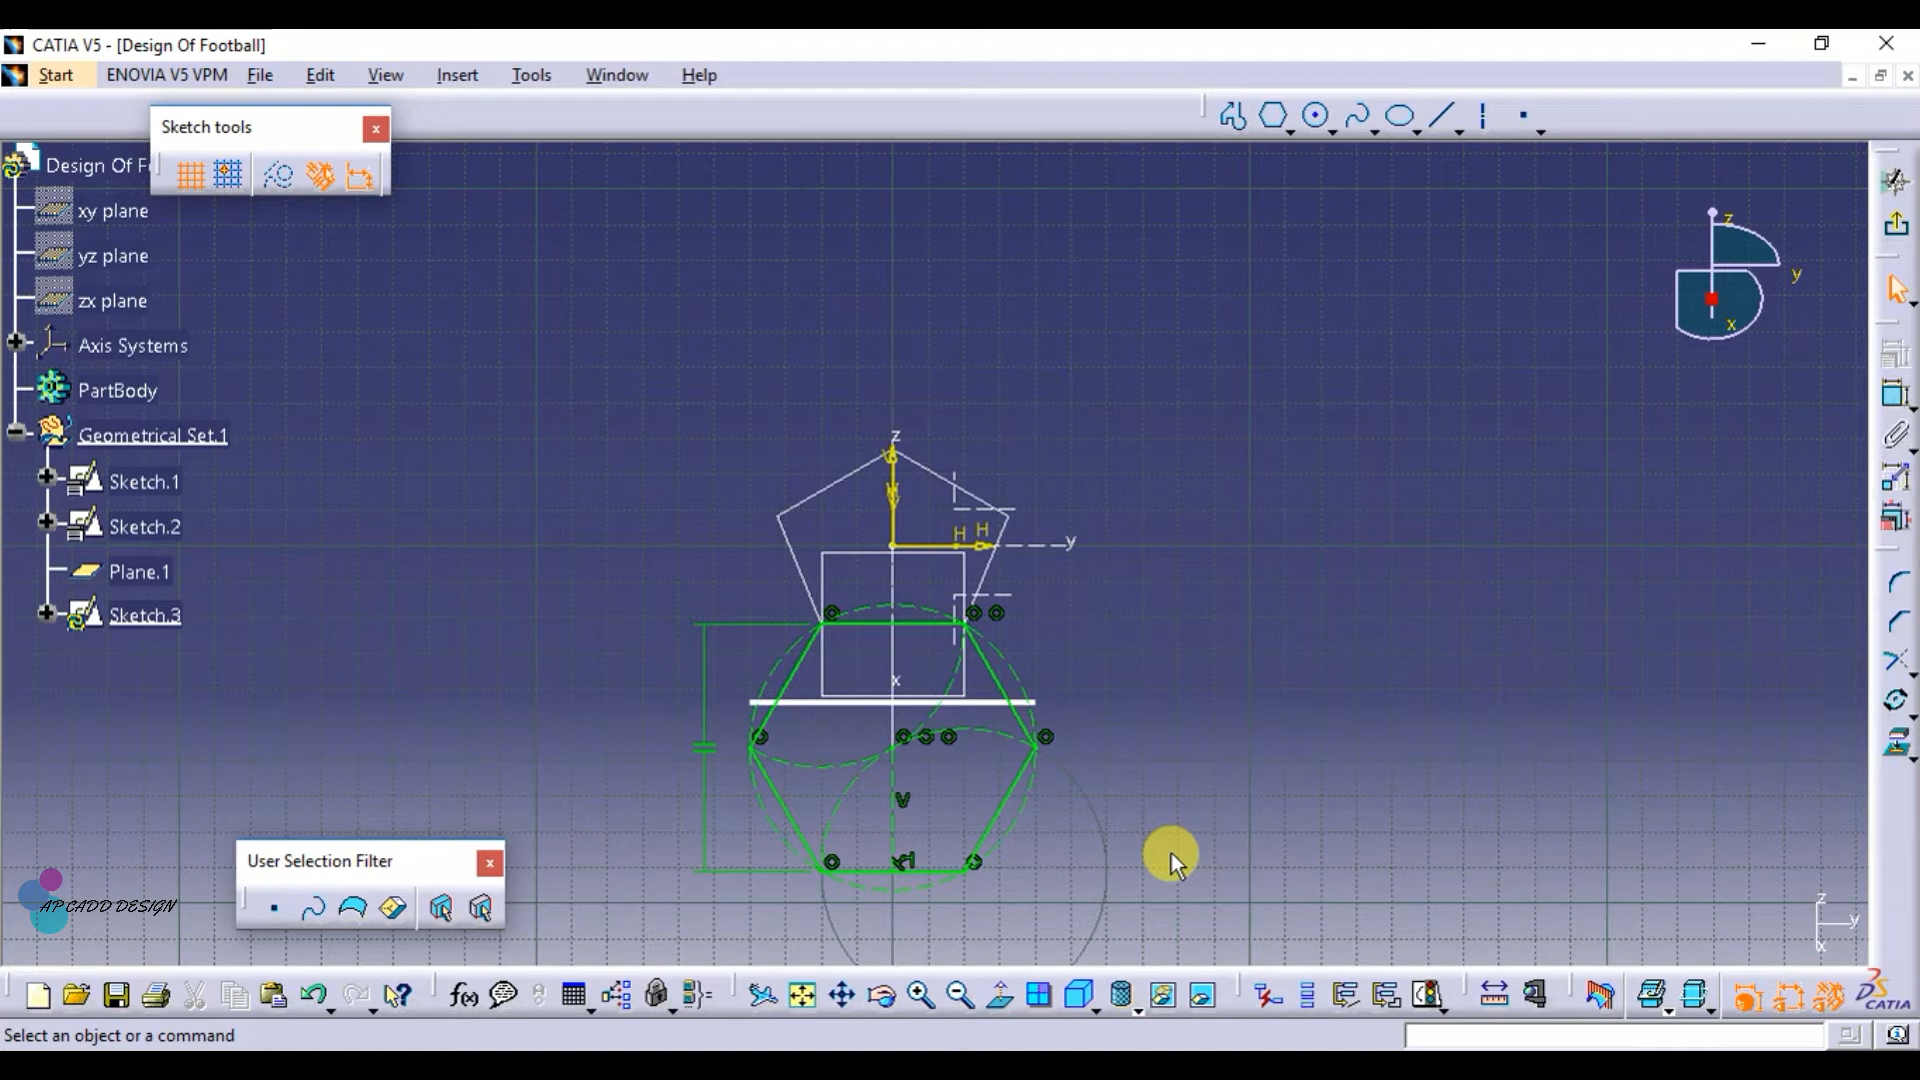 CATIA V5 - [Design Of Football]
Start ENOVIA V5 VPM File Edit View Insert Tools Window Help
Sketch tools
Design Of F
xy plane
yz plane
zx plane
Axis Systems
PartBody
Geometrical Set.1
Sketch.1
Sketch.2
Plane.1
Sketch.3
z
y
x
z
H H
y
x
V
User Selection Filter
AP CADD DESIGN
z
y
x
f(x)
CATIA
Select an object or a command